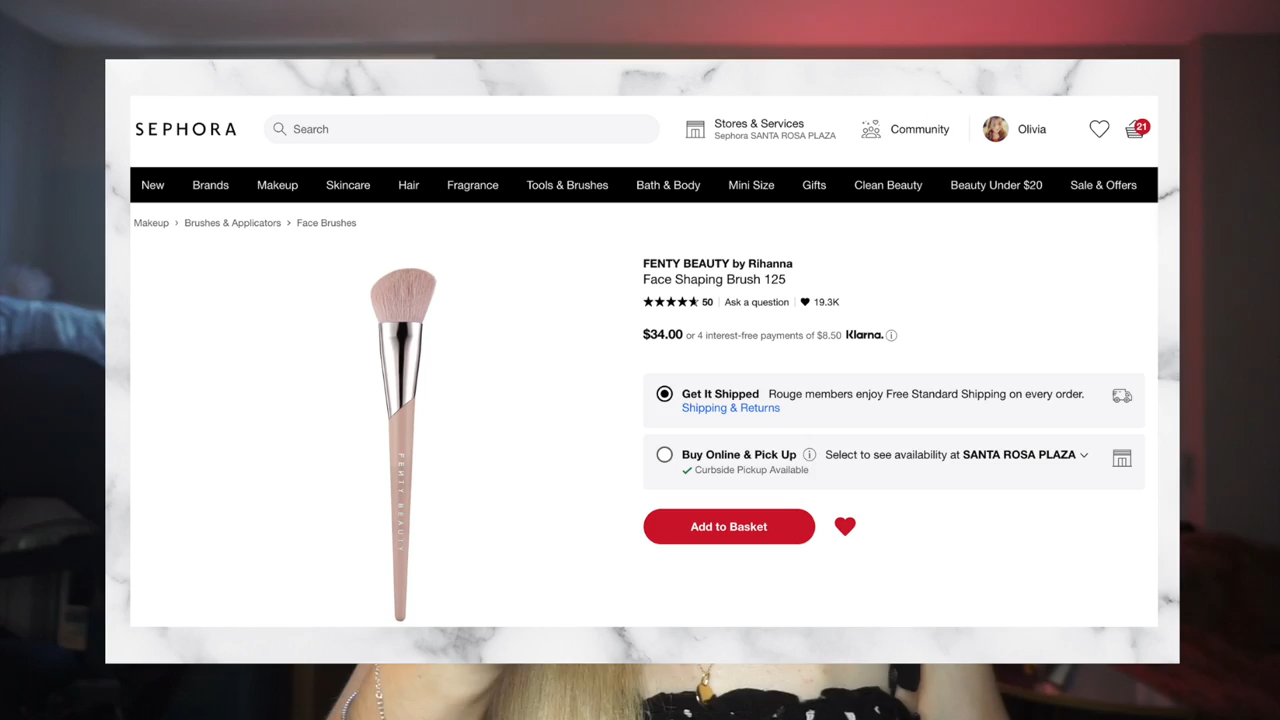 SEPHORA
Search
Stores & Services
Sephora SANTA ROSA PLAZA
Community
Olivia
21
New Brands Makeup Skincare Hair Fragrance Tools & Brushes Bath & Body Mini Size Gifts Clean Beauty Beauty Under $20 Sale & Offers
Makeup > Brushes & Applicators > Face Brushes
FENTY BEAUTY by Rihanna
Face Shaping Brush 125
50 | Ask a question | 19.3K
$34.00 or 4 interest-free payments of $8.50 Klarna. i
Get It Shipped Rouge members enjoy Free Standard Shipping on every order.
Shipping & Returns
Buy Online & Pick Up i Select to see availability at SANTA ROSA PLAZA
Curbside Pickup Available
Add to Basket
FENTY BEAUTY